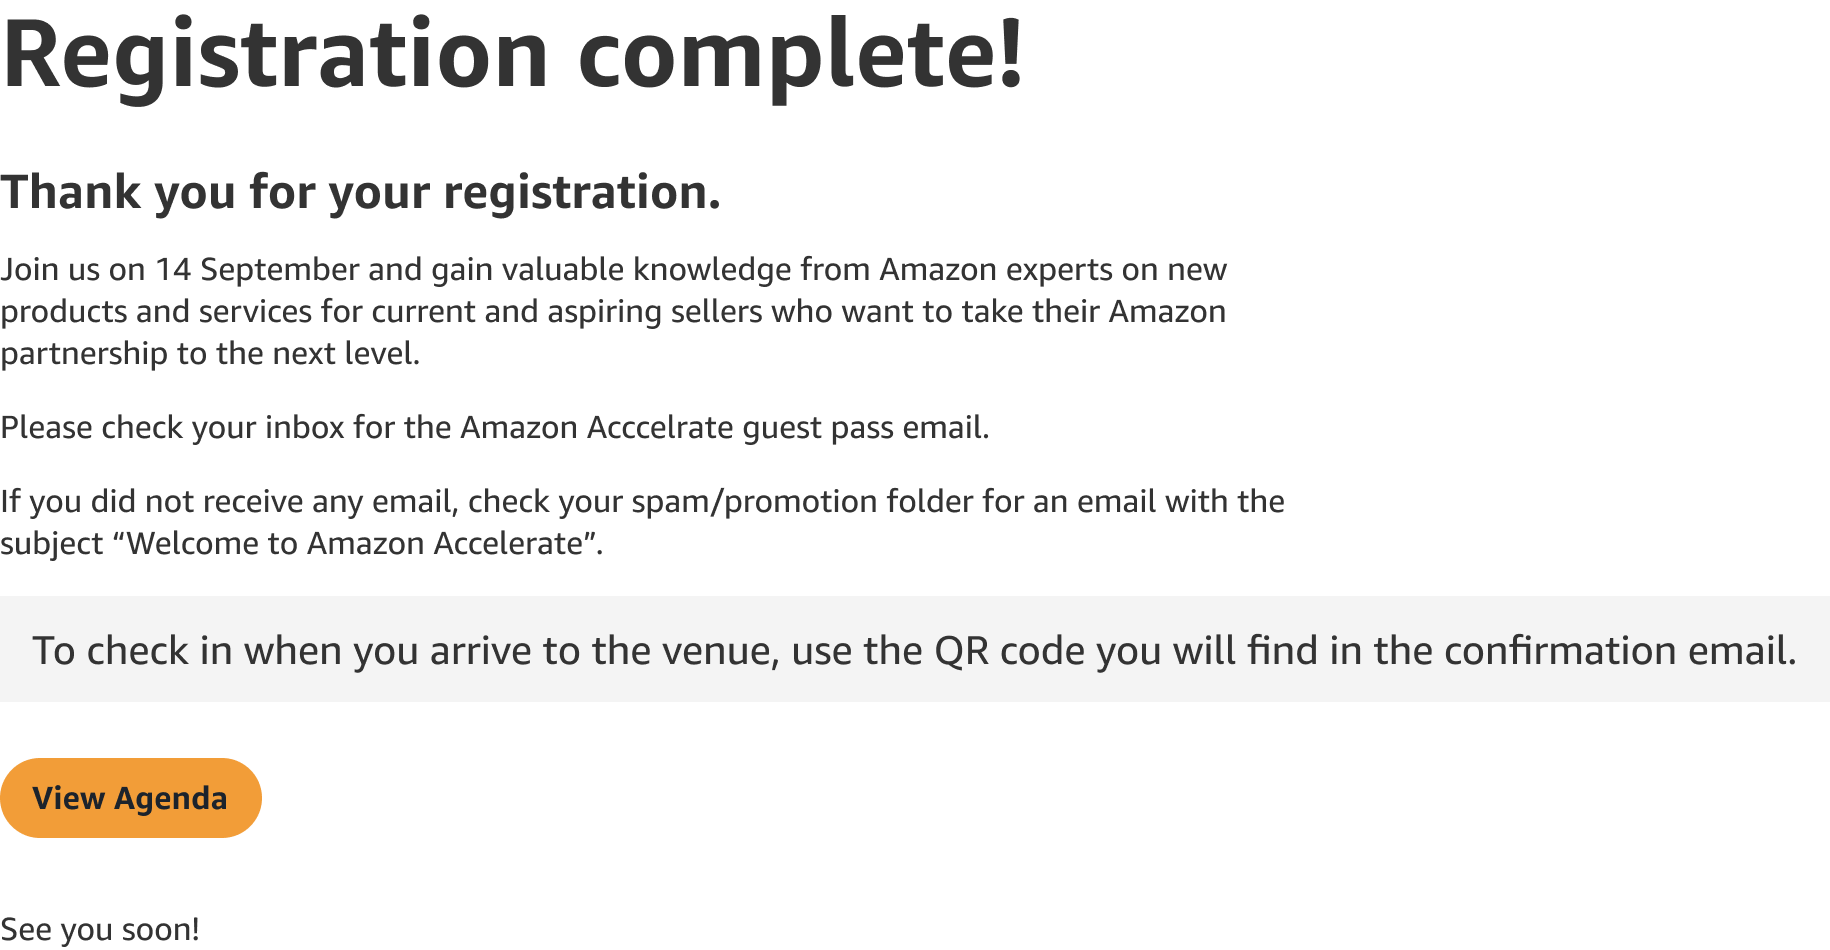 Registration complete!
Thank you for your registration.
Join us on 14 September and gain valuable knowledge from Amazon experts on new
products and services for current and aspiring sellers who want to take their Amazon
partnership to the next level.
Please check your inbox for the Amazon Acccelrate guest pass email.
If you did not receive any email, check your spam/promotion folder for an email with the
subject “Welcome to Amazon Accelerate”.
To check in when you arrive to the venue, use the QR code you will find in the confirmation email.
View Agenda
See you soon!